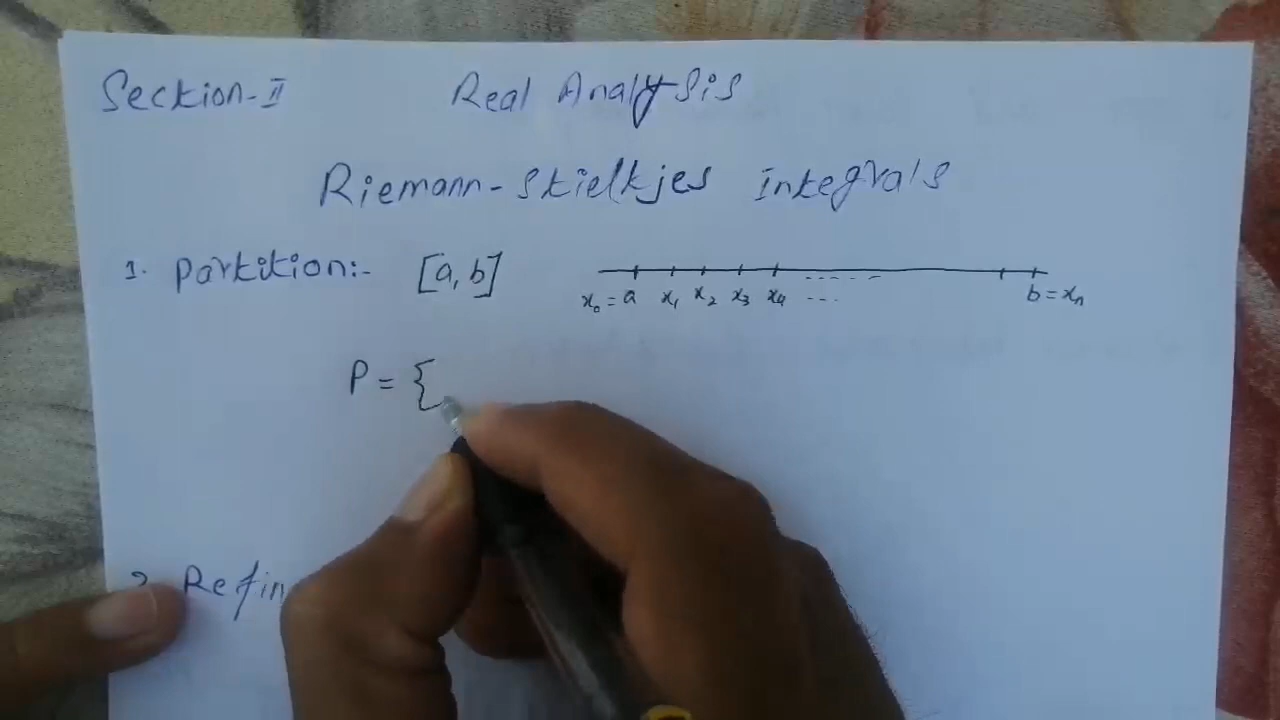 Section-II Real Analysis
Riemann-Stieltjes Integrals
1. Partition:- [a, b]
x₀ = a x₁ x₂ x₃ x₄ ... b = xₙ
P = {
2. Refin